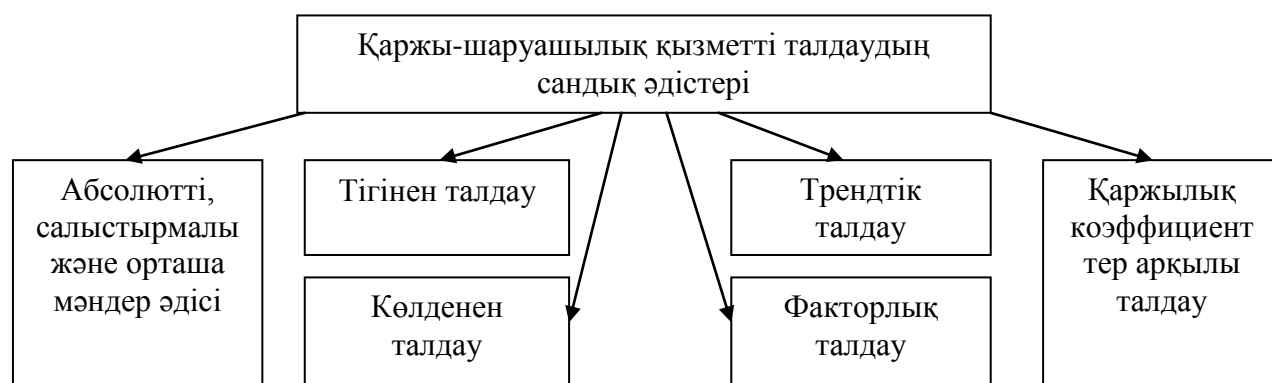 Қаржы-шаруашылық қызметті талдаудың
сандық әдістері
Абсолютті,
салыстырмалы
және орташа
мәндер әдісі
Тігінен талдау
Көлденен
талдау
Трендтік
талдау
Факторлық
талдау
Қаржылық
коэффициент
тер арқылы
талдау